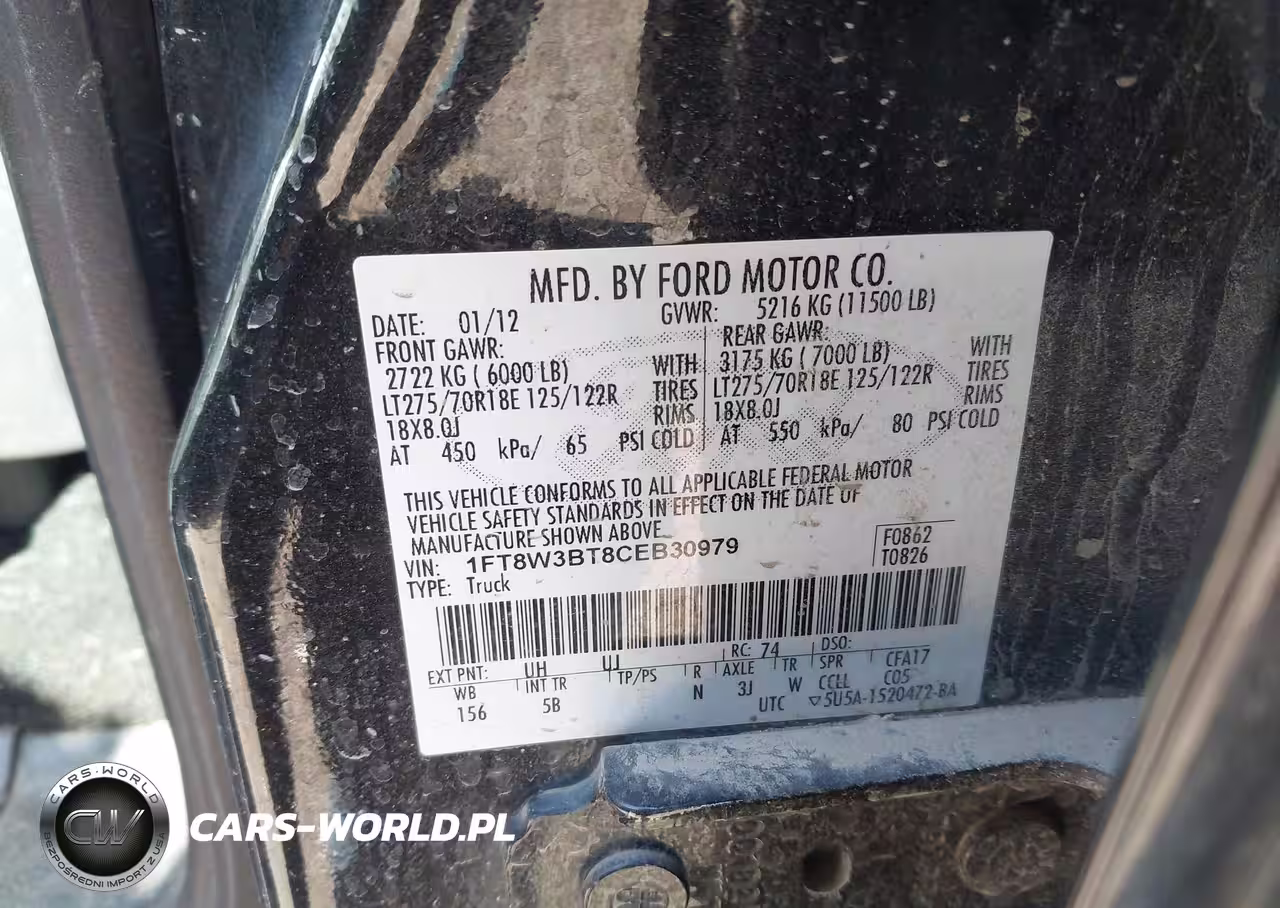 MFD. BY FORD MOTOR CO.
DATE: 01/12 GVWR: 5216 KG (11500 LB)
FRONT GAWR: REAR GAWR:
2722 KG ( 6000 LB) WITH 3175 KG ( 7000 LB) WITH
LT275/70R18E 125/122R TIRES LT275/70R18E 125/122R TIRES
18X8.0J RIMS 18X8.0J RIMS
AT 450 kPa/ 65 PSI COLD AT 550 kPa/ 80 PSI COLD
THIS VEHICLE CONFORMS TO ALL APPLICABLE FEDERAL MOTOR
VEHICLE SAFETY STANDARDS IN EFFECT ON THE DATE OF
MANUFACTURE SHOWN ABOVE.
VIN: 1FT8W3BT8CEB30979 F0862
TYPE: Truck T0826
EXT PNT: UH UJ RC: 74 DSO:
WB INT TR TP/PS R AXLE TR SPR CFA17
156 5B N 3J W CCLL C05
UTC ▽5U5A-1520472-BA
CARS-WORLD
CW
BEZPOŚREDNI IMPORT Z USA
CARS-WORLD.PL